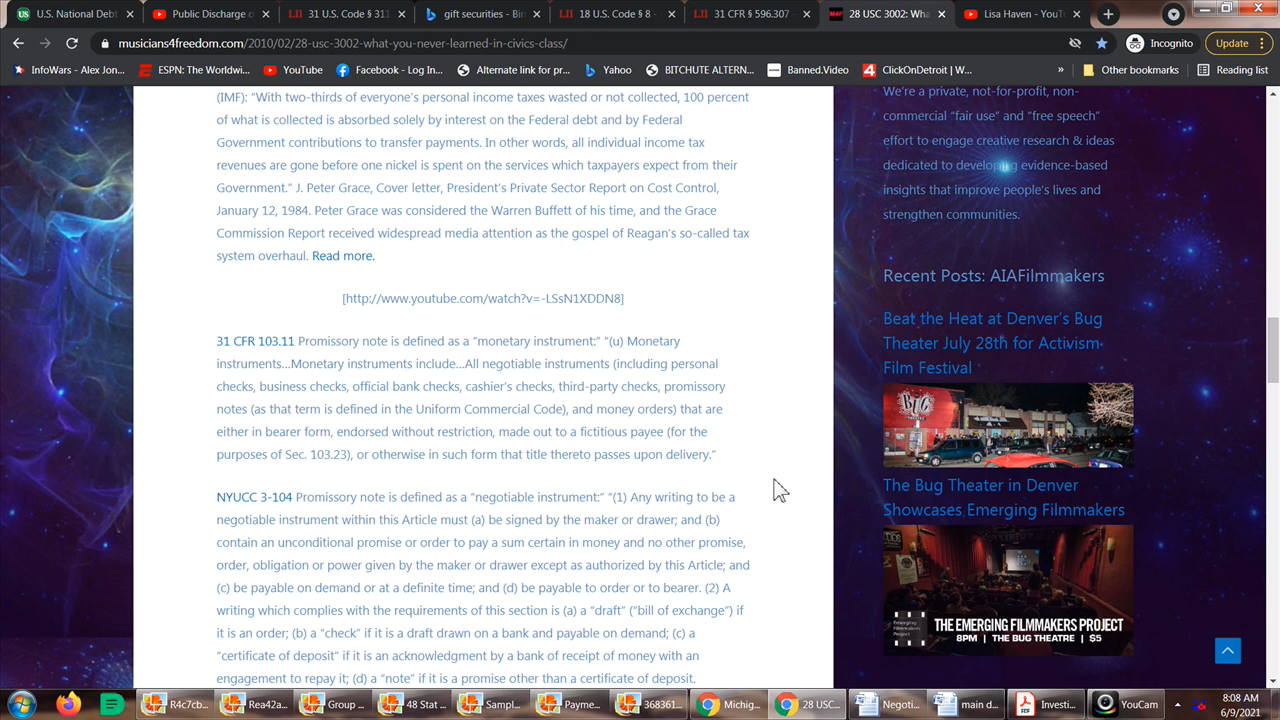 U.S. National Debt
Public Discharge o
31 U.S. Code § 311
gift securities - Bi
18 U.S. Code § 8 -
31 CFR § 596.307
28 USC 3002: Wh
Lisa Haven - YouT
musicians4freedom.com/2010/02/28-usc-3002-what-you-never-learned-in-civics-class/
Incognito
Update
InfoWars - Alex Jon...
ESPN: The Worldwi...
YouTube
Facebook - Log In...
Alternate link for pr...
Yahoo
BITCHUTE ALTERN...
Banned.Video
ClickOnDetroit | W...
»
Other bookmarks
Reading list
(IMF): “With two-thirds of everyone's personal income taxes wasted or not collected, 100 percent
of what is collected is absorbed solely by interest on the Federal debt and by Federal
Government contributions to transfer payments. In other words, all individual income tax
revenues are gone before one nickel is spent on the services which taxpayers expect from their
Government.” J. Peter Grace, Cover letter, President's Private Sector Report on Cost Control,
January 12, 1984. Peter Grace was considered the Warren Buffett of his time, and the Grace
Commission Report received widespread media attention as the gospel of Reagan's so-called tax
system overhaul. Read more.
[http://www.youtube.com/watch?v=-LSsN1XDDN8]
31 CFR 103.11 Promissory note is defined as a “monetary instrument:” “(u) Monetary
instruments…Monetary instruments include…All negotiable instruments (including personal
checks, business checks, official bank checks, cashier's checks, third-party checks, promissory
notes (as that term is defined in the Uniform Commercial Code), and money orders) that are
either in bearer form, endorsed without restriction, made out to a fictitious payee (for the
purposes of Sec. 103.23), or otherwise in such form that title thereto passes upon delivery.”
NYUCC 3-104 Promissory note is defined as a “negotiable instrument:” “(1) Any writing to be a
negotiable instrument within this Article must (a) be signed by the maker or drawer; and (b)
contain an unconditional promise or order to pay a sum certain in money and no other promise,
order, obligation or power given by the maker or drawer except as authorized by this Article; and
(c) be payable on demand or at a definite time; and (d) be payable to order or to bearer. (2) A
writing which complies with the requirements of this section is (a) a “draft” (“bill of exchange”) if
it is an order; (b) a “check” if it is a draft drawn on a bank and payable on demand; (c) a
“certificate of deposit” if it is an acknowledgment by a bank of receipt of money with an
engagement to repay it; (d) a “note” if it is a promise other than a certificate of deposit.
We're a private, not-for-profit, non-
commercial “fair use” and “free speech”
effort to engage creative research & ideas
dedicated to developing evidence-based
insights that improve people's lives and
strengthen communities.
Recent Posts: AIAFilmmakers
Beat the Heat at Denver's Bug
Theater July 28th for Activism
Film Festival
BUG
The Bug Theater in Denver
Showcases Emerging Filmmakers
Emerging
Filmmakers
Project
THE EMERGING FILMMAKERS PROJECT
8PM | THE BUG THEATRE | $5
R4c7cb...
Rea42a...
Group ...
48 Stat ...
Sampl...
Payme...
368361...
Michig...
28 USC...
Negoti...
main d...
Investi...
YouCam
8:08 AM
6/9/2021